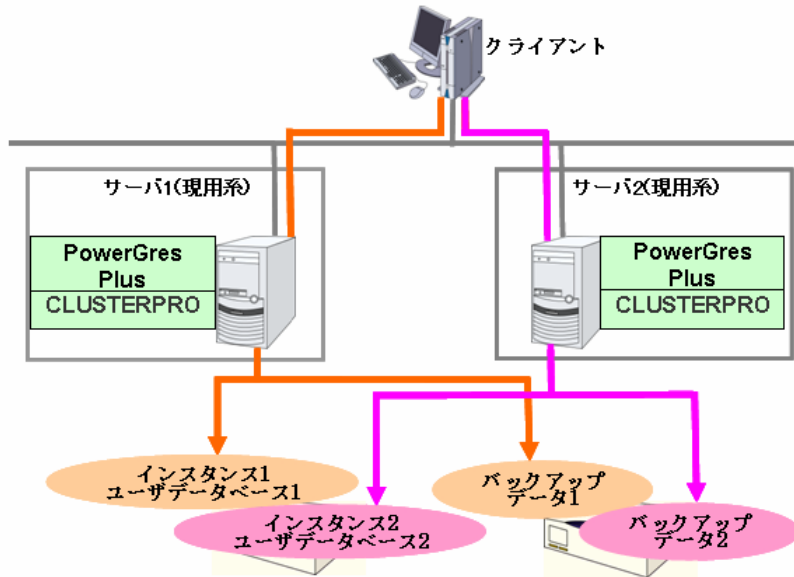 クライアント
サーバ1(現用系)
サーバ2(現用系)
PowerGres
Plus
CLUSTERPRO
PowerGres
Plus
CLUSTERPRO
インスタンス1
ユーザデータベース1
バックアップ
データ1
インスタンス2
ユーザデータベース2
バックアップ
データ2